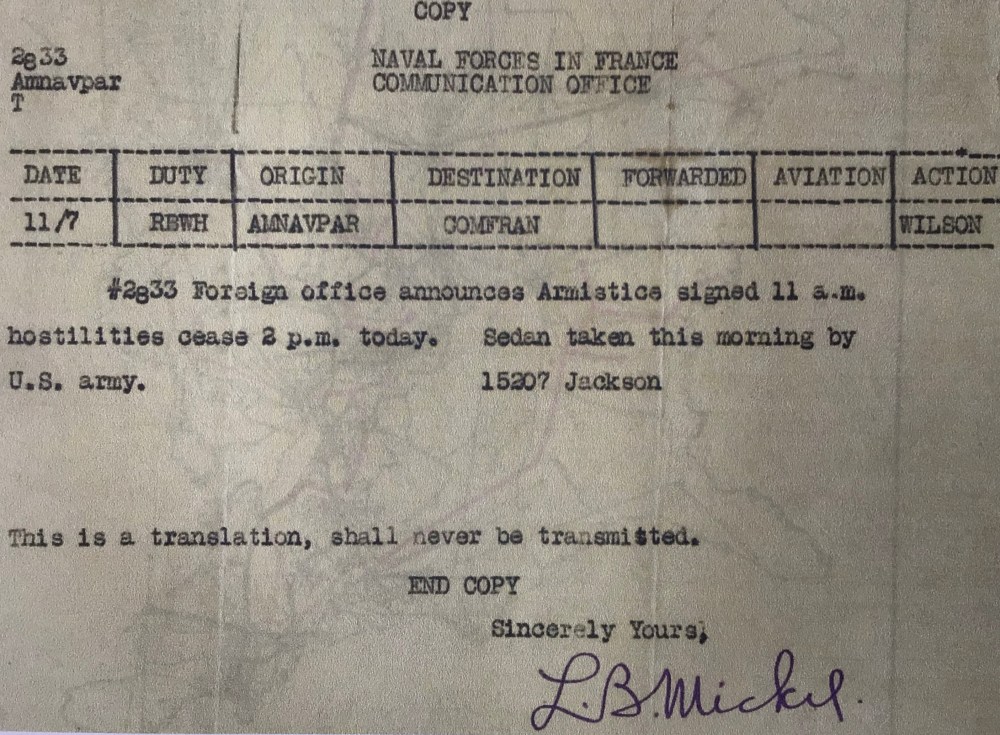 COPY
2833 NAVAL FORCES IN FRANCE
Amnavpar COMMUNICATION OFFICE
T
DATE DUTY ORIGIN DESTINATION FORWARDED AVIATION ACTION
11/7 RBWH AMNAVPAR COMFRAN WILSON
#2833 Foreign office announces Armistice signed 11 a.m.
hostilities cease 2 p.m. today. Sedan taken this morning by
U.S. army. 15207 Jackson
This is a translation, shall never be transmitted.
END COPY
Sincerely Yours,
L.B.Mickel.